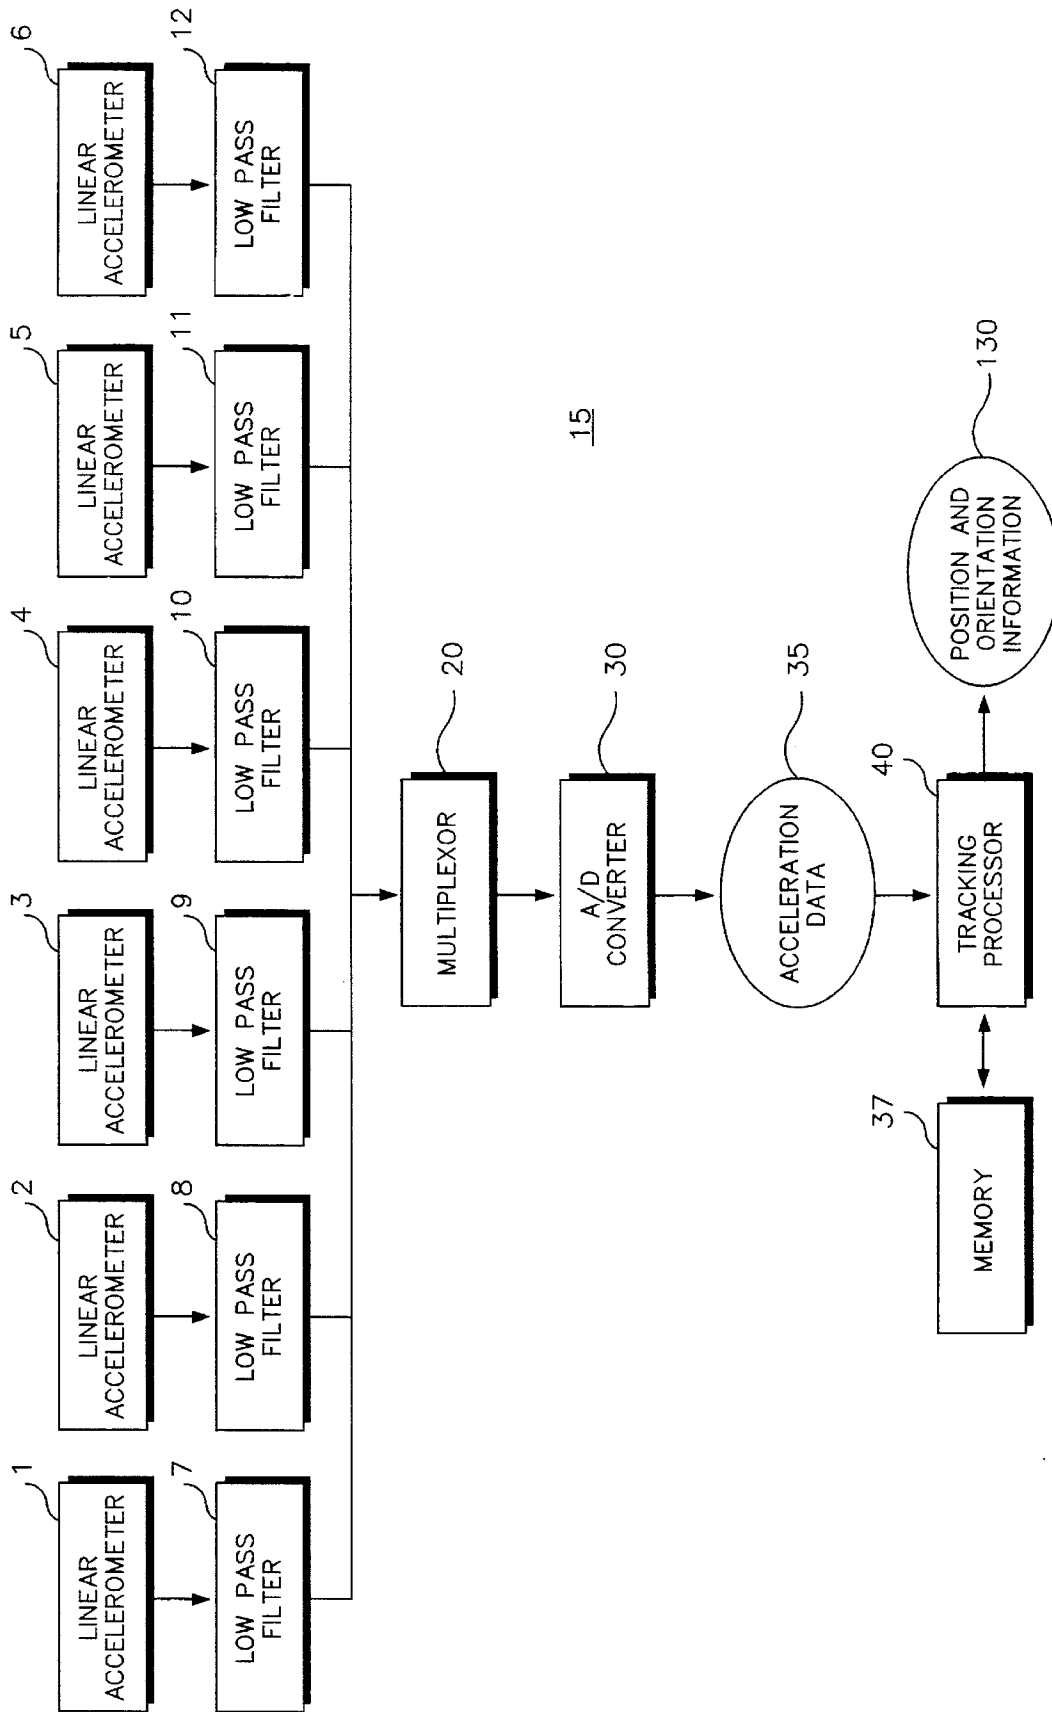 1
LINEAR
ACCELEROMETER
2
LINEAR
ACCELEROMETER
3
LINEAR
ACCELEROMETER
4
LINEAR
ACCELEROMETER
5
LINEAR
ACCELEROMETER
6
LINEAR
ACCELEROMETER
7
LOW PASS
FILTER
8
LOW PASS
FILTER
9
LOW PASS
FILTER
10
LOW PASS
FILTER
11
LOW PASS
FILTER
12
LOW PASS
FILTER
20
MULTIPLEXOR
15
30
A/D
CONVERTER
35
ACCELERATION
DATA
37
MEMORY
40
TRACKING
PROCESSOR
130
POSITION AND
ORIENTATION
INFORMATION